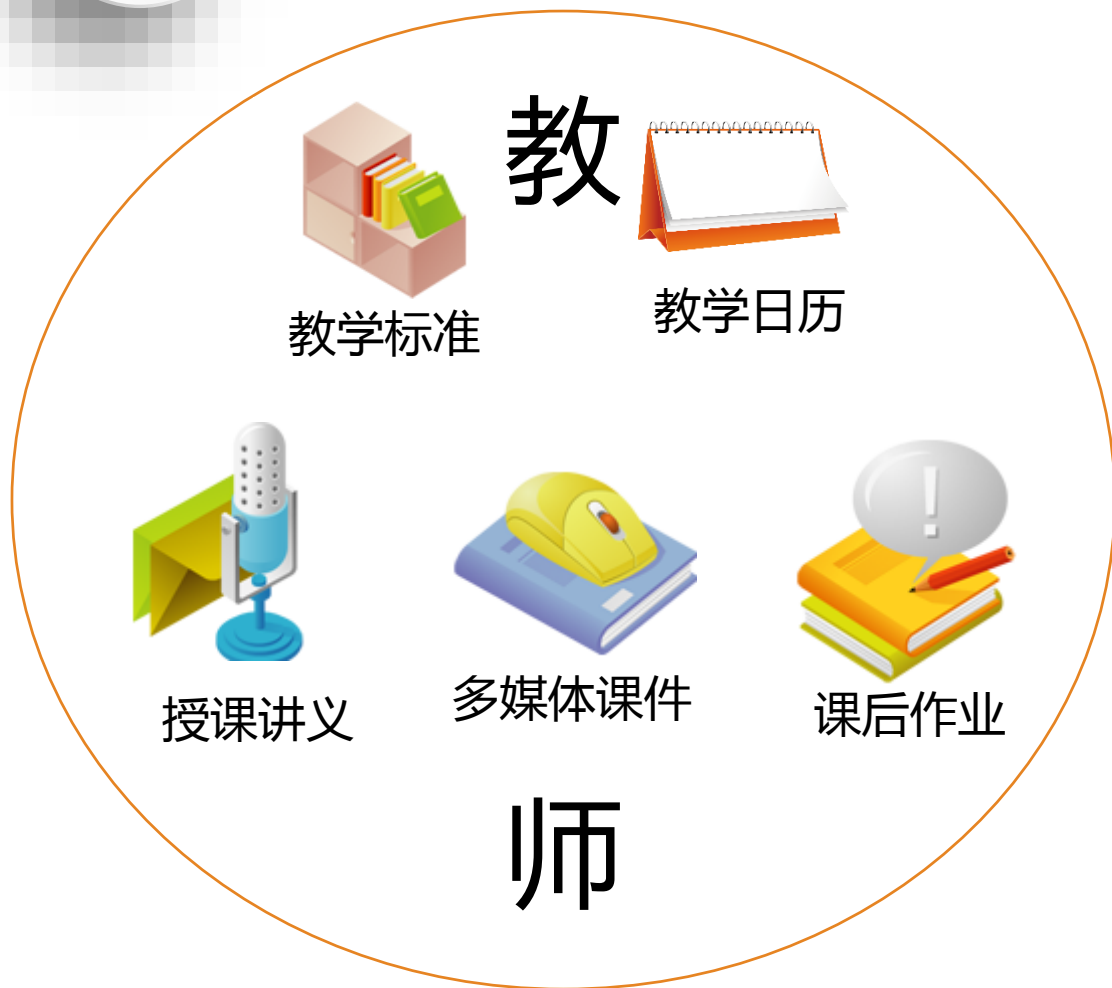 教
教学标准
教学日历
授课讲义
多媒体课件
课后作业
师